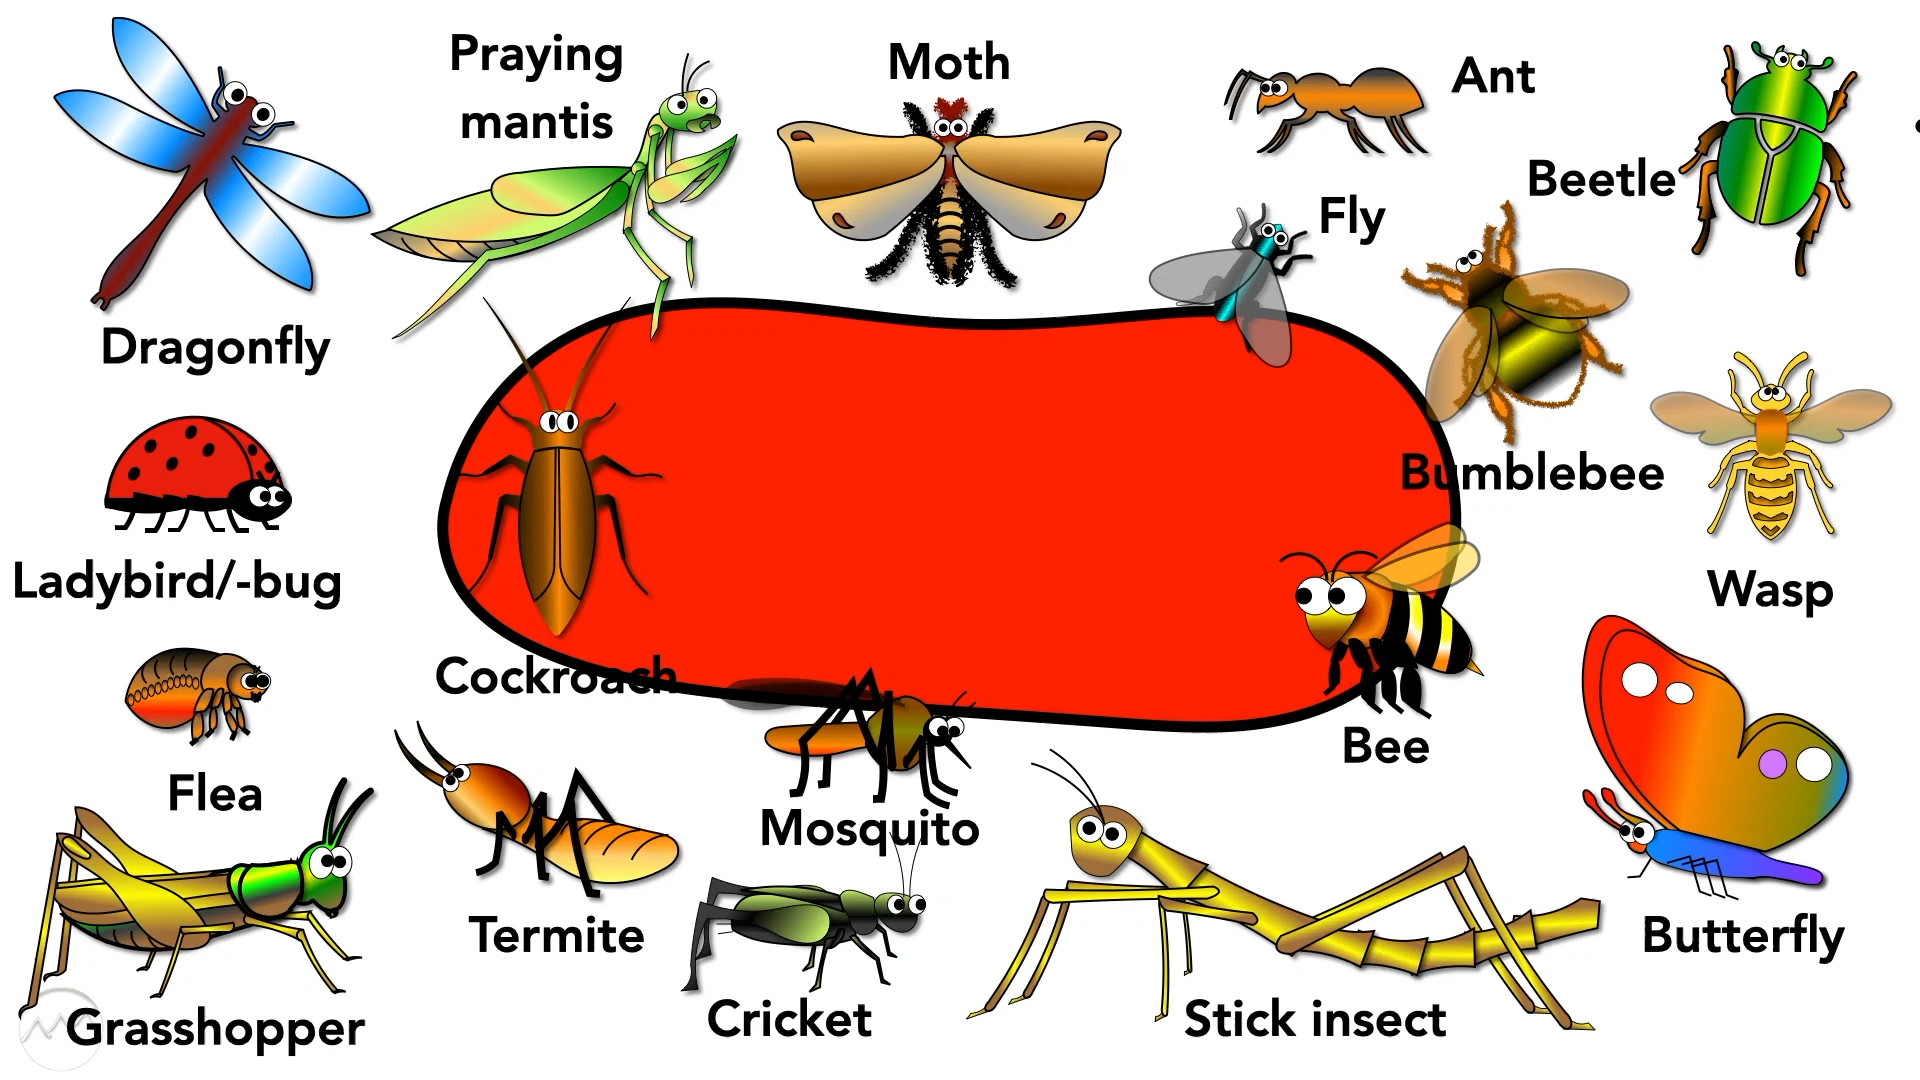 Praying
mantis
Moth
Ant
Beetle
Fly
Dragonfly
Bumblebee
Ladybird/-bug
Wasp
Cockroach
Bee
Flea
Mosquito
Termite
Butterfly
Grasshopper
Cricket
Stick insect